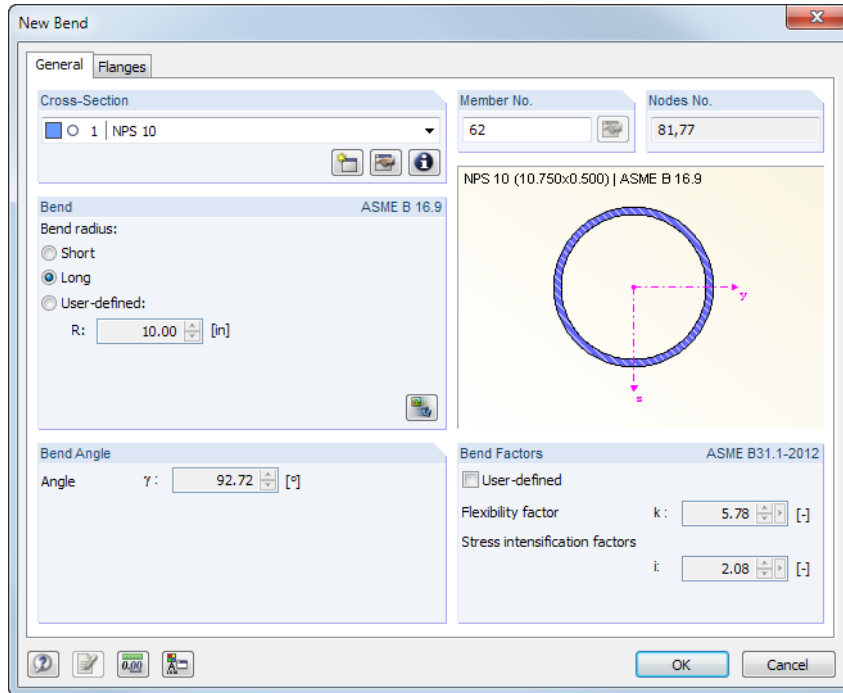 New Bend
General Flanges
Cross-Section
1 NPS 10
Member No.
62
Nodes No.
81,77
NPS 10 (10.750x0.500) | ASME B 16.9
y
z
Bend ASME B 16.9
Bend radius:
Short
Long
User-defined:
R: 10.00 [in]
Bend Angle
Angle γ : 92.72 [°]
Bend Factors ASME B31.1-2012
User-defined
Flexibility factor k : 5.78 [-]
Stress intensification factors
i: 2.08 [-]
0.00
OK Cancel